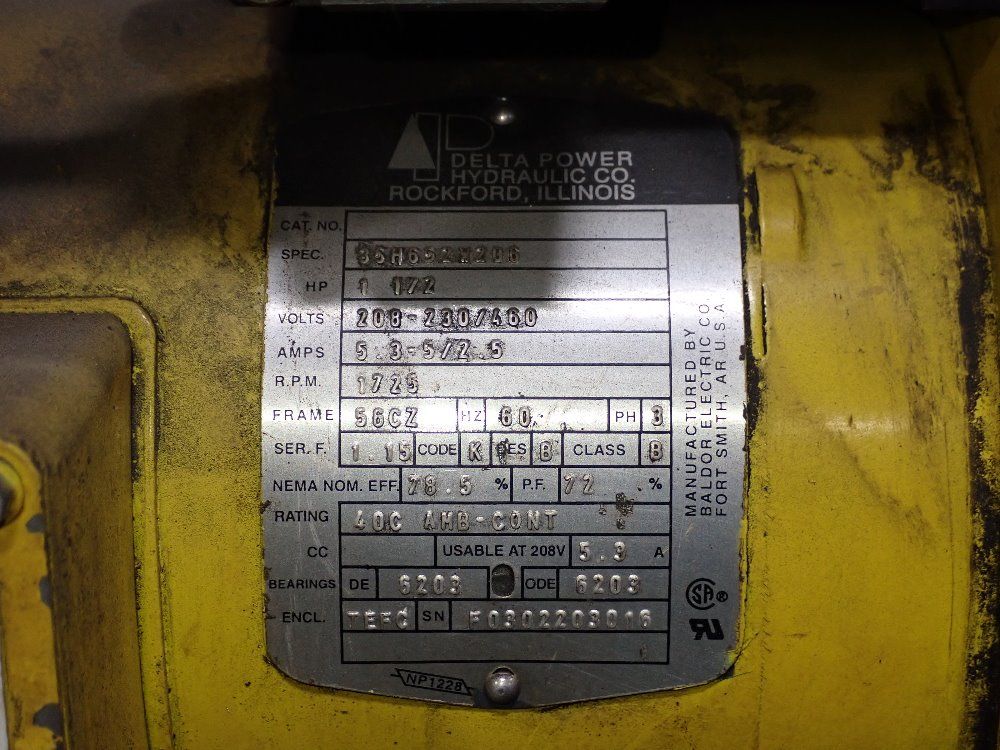 DELTA POWER
HYDRAULIC CO.
ROCKFORD, ILLINOIS
CAT. NO.
SPEC. 35H652W206
HP 1 1/2
VOLTS 208-230/460
AMPS 5.3-5/2.5
R.P.M. 1725
FRAME 56CZ HZ 60 PH 3
SER. F. 1.15 CODE K DES B CLASS B
NEMA NOM. EFF. 78.5 % P.F. 72 %
RATING 40C AMB-CONT
CC USABLE AT 208V 5.3 A
BEARINGS DE 6203 ODE 6203
ENCL. TEFC SN F0302203016
NP1228
MANUFACTURED BY
BALDOR ELECTRIC CO.
FORT SMITH, AR U.S.A.